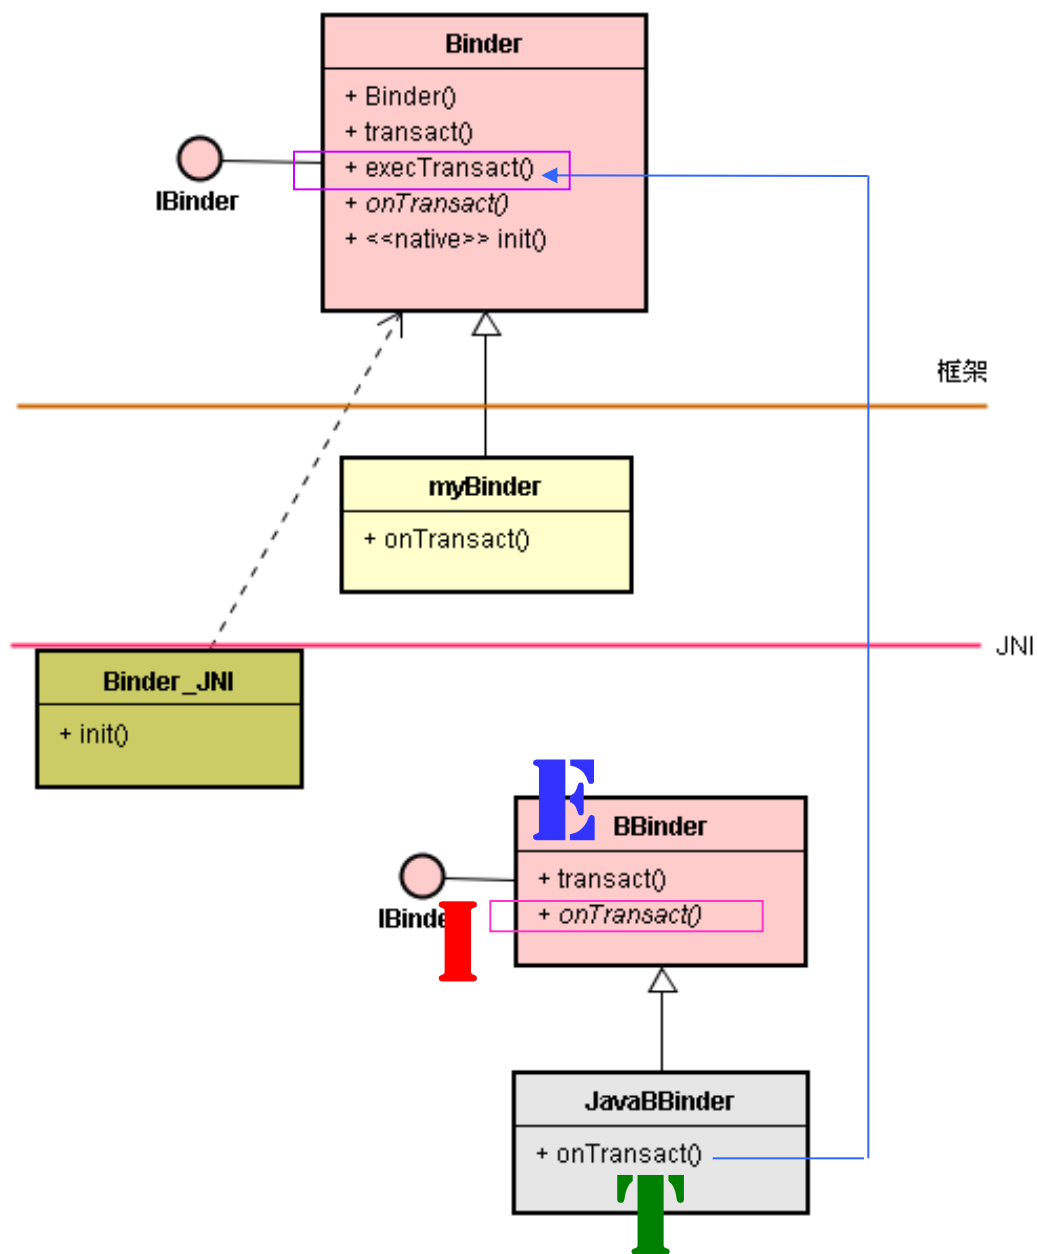 Binder
+ Binder()
+ transact()
+ execTransact()
+ onTransact()
+ <<native>> init()
IBinder
框架
myBinder
+ onTransact()
JNI
Binder_JNI
+ init()
E
BBinder
+ transact()
+ onTransact()
IBinde
I
JavaBBinder
+ onTransact()
T